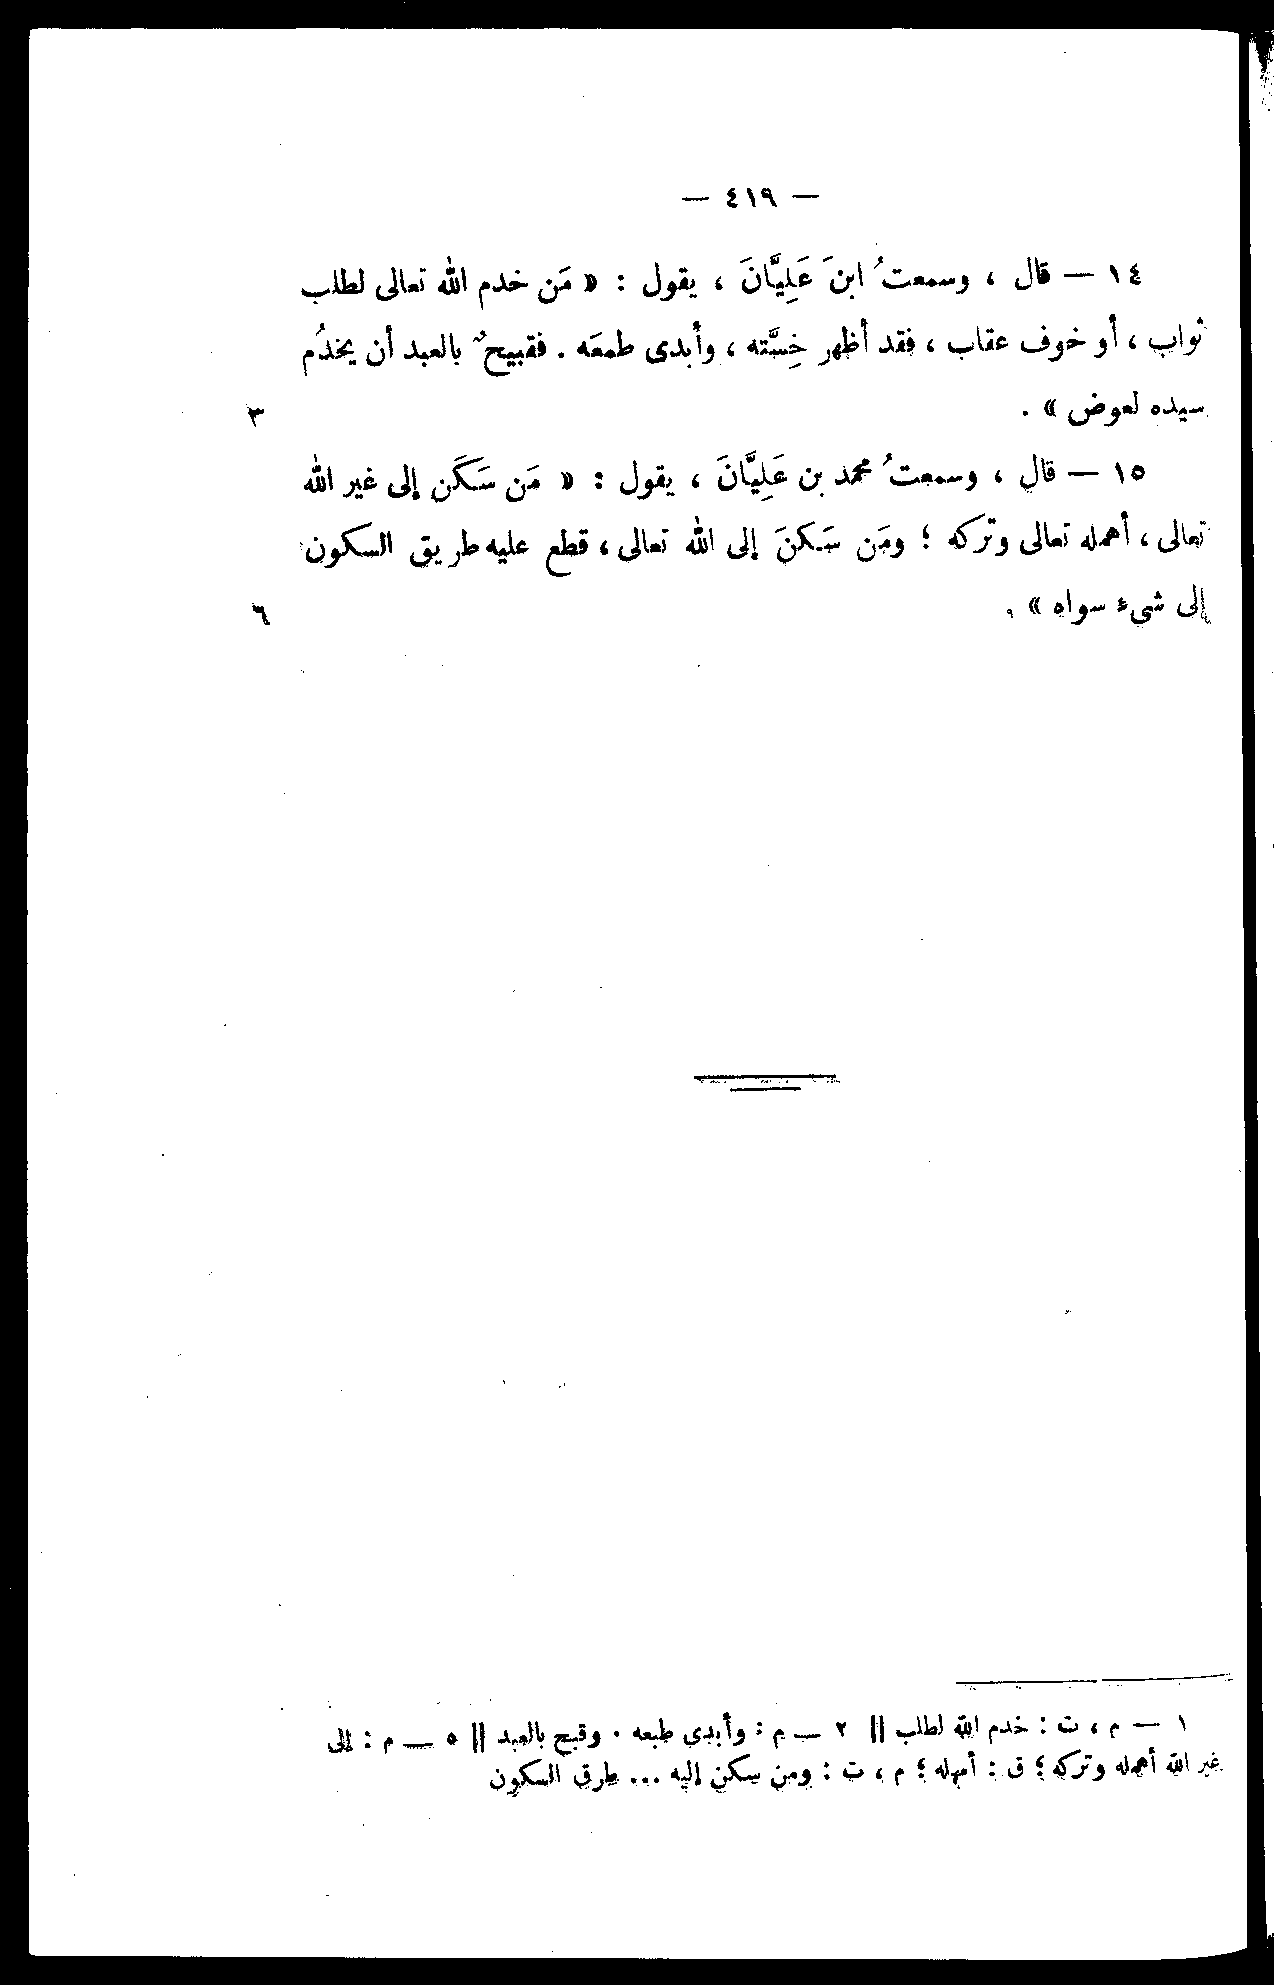 — ٤١٩ —
١٤ — قال ، وسمعتُ ابنَ عَلِيَّانَ ، يقول : « مَن خدم الله تعالى لطلب
ثواب ، أو خوف عقاب ، فقد أظهر خِسَّته ، وأبدى طمعَه . فقبيحٌ بالعبد أن يخدُم
سيده لعوض » .
٣
١٥ — قال ، وسمعتُ محمد بن عَلِيَّانَ ، يقول : « مَن سَكَن إلى غير الله
تعالى ، أهمله تعالى وتركه ؛ ومَن سَكنَ إلى الله تعالى ، قطع عليه طريق السكون
إلى شيء سواه » .
٦
١ — م ، ت : خدم الله لطلب || ٢ — م : وأبدى طبعه . وقبح بالعبد || ٥ — م : إلى
غير الله أهمله وتركه ؛ ق : أمهله ؛ م ، ت : ومن سكن إليه ... طرق السكون